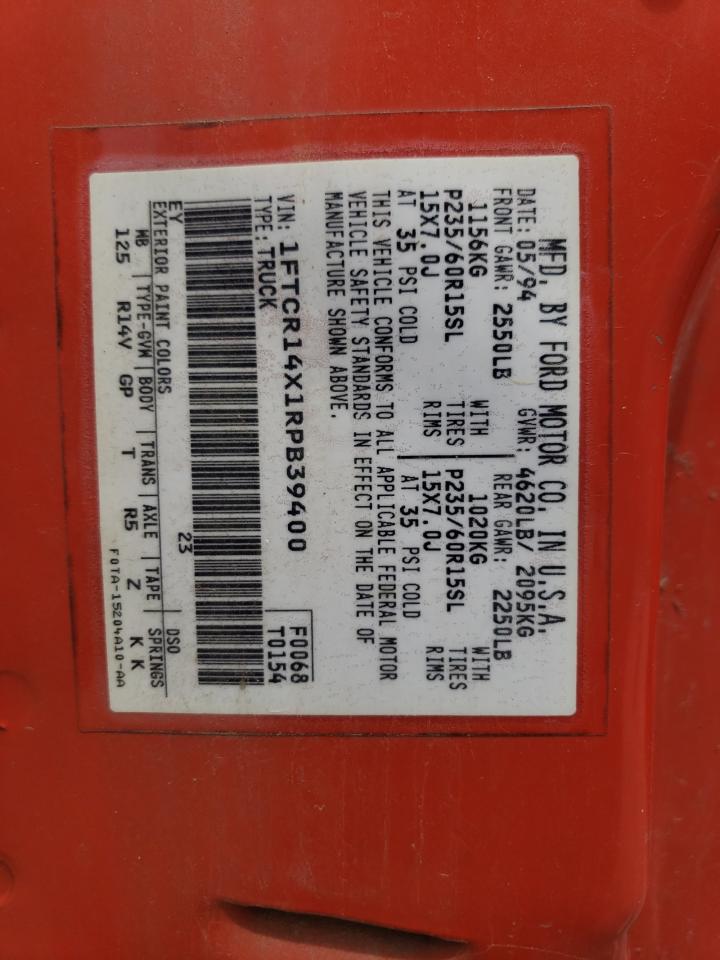 MFD. BY FORD MOTOR CO. IN U.S.A.
DATE: 05/94 GVWR: 4620LB/ 2095KG
FRONT GAWR: 2550LB REAR GAWR: 2250LB
1156KG WITH 1020KG WITH
P235/60R15SL TIRES P235/60R15SL TIRES
15X7.0J RIMS 15X7.0J RIMS
AT 35 PSI COLD AT 35 PSI COLD
THIS VEHICLE CONFORMS TO ALL APPLICABLE FEDERAL MOTOR
VEHICLE SAFETY STANDARDS IN EFFECT ON THE DATE OF
MANUFACTURE SHOWN ABOVE.
VIN: 1FTCR14X1RPB39400 F0068
TYPE: TRUCK T0154
EY 23
EXTERIOR PAINT COLORS DSO
WB TYPE-GVW BODY TRANS AXLE TAPE SPRINGS
125 R14V GP T R5 Z K K
F0TA-15204A10-AA